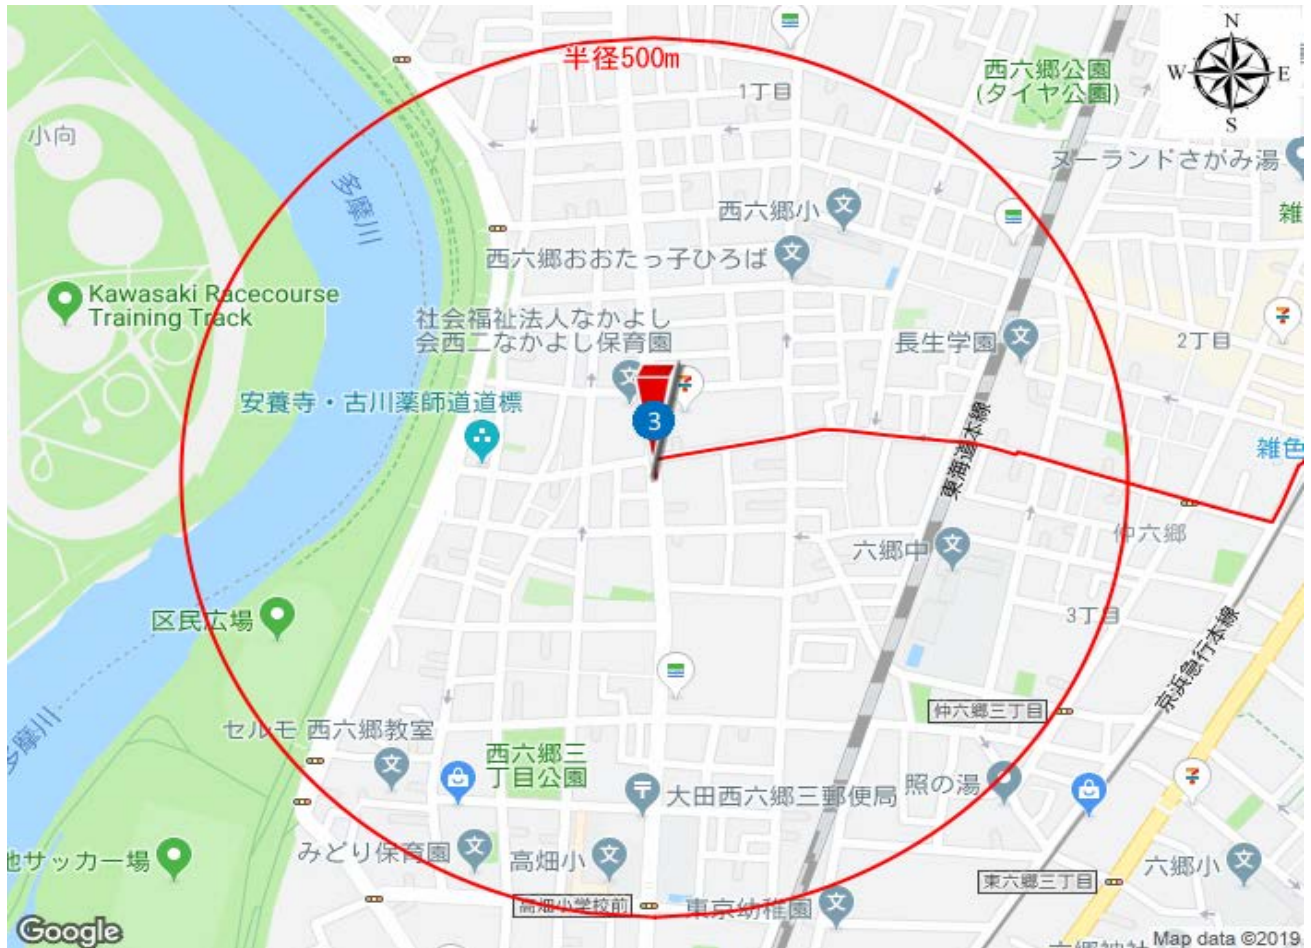 N
W
E
S
半径500m
1丁目
西六郷公園
(タイヤ公園)
小向
ヌーランドさがみ湯
多摩川
西六郷小
雑
西六郷おおたっ子ひろば
Kawasaki Racecourse
Training Track
社会福祉法人なかよし
会西二なかよし保育園
長生学園
2丁目
安養寺・古川薬師道道標
3
東海道本線
雑色
六郷中
仲六郷
区民広場
3丁目
京浜急行本線
多摩川
セルモ 西六郷教室
仲六郷三丁目
西六郷三
丁目公園
大田西六郷三郵便局
照の湯
みどり保育園
高畑小
地サッカー場
東六郷三丁目
六郷小
高畑小学校前
東京幼稚園
Google
Map data ©2019